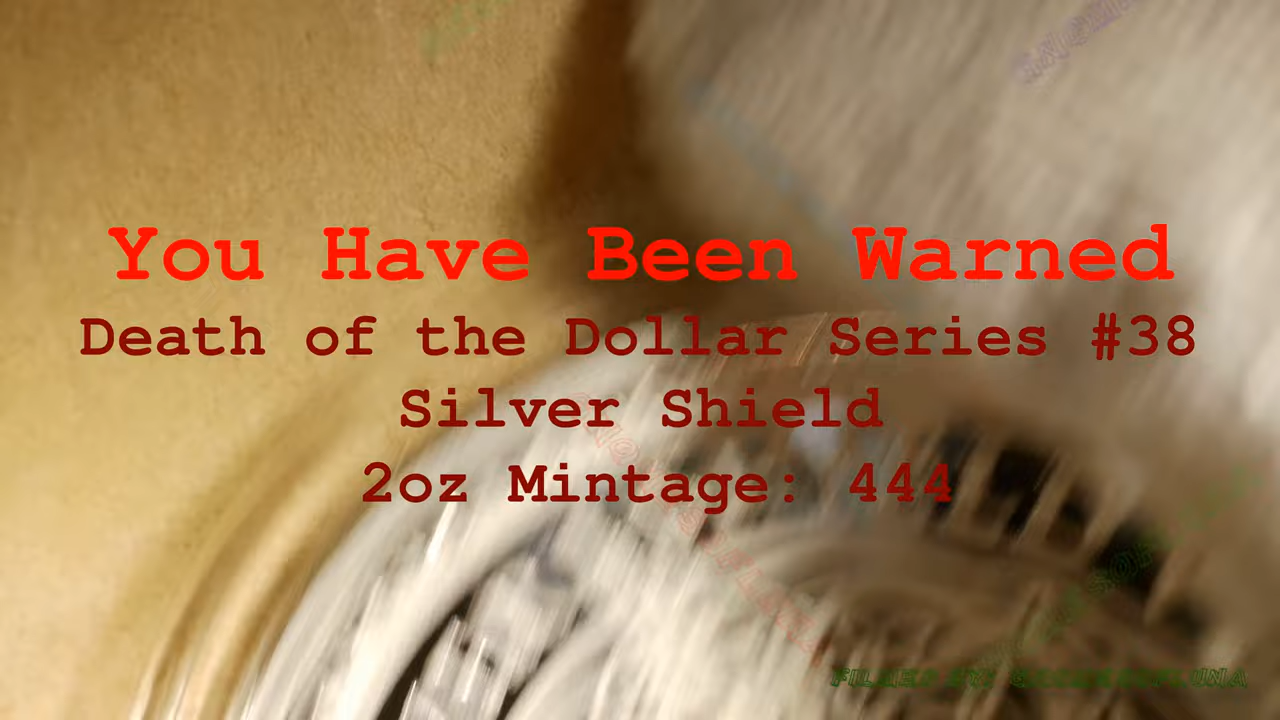 You Have Been Warned
Death of the Dollar Series #38
Silver Shield
2oz Mintage: 444